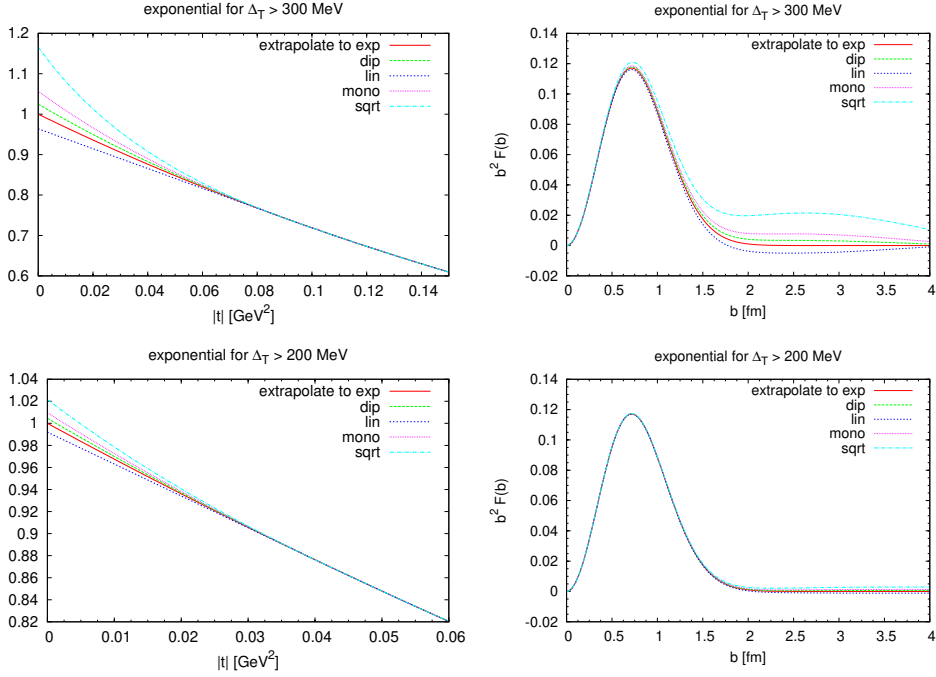 exponential for Δ_T > 300 MeV
1.2
1.1
1
0.9
0.8
0.7
0.6
0 0.02 0.04 0.06 0.08 0.1 0.12 0.14
|t| [GeV²]
extrapolate to exp
dip
lin
mono
sqrt
exponential for Δ_T > 300 MeV
0.14
0.12
0.1
0.08
0.06
0.04
0.02
0
-0.02
0 0.5 1 1.5 2 2.5 3 3.5 4
b² F(b)
b [fm]
extrapolate to exp
dip
lin
mono
sqrt
exponential for Δ_T > 200 MeV
1.04
1.02
1
0.98
0.96
0.94
0.92
0.9
0.88
0.86
0.84
0.82
0 0.01 0.02 0.03 0.04 0.05 0.06
|t| [GeV²]
extrapolate to exp
dip
lin
mono
sqrt
exponential for Δ_T > 200 MeV
0.14
0.12
0.1
0.08
0.06
0.04
0.02
0
-0.02
0 0.5 1 1.5 2 2.5 3 3.5 4
b² F(b)
b [fm]
extrapolate to exp
dip
lin
mono
sqrt